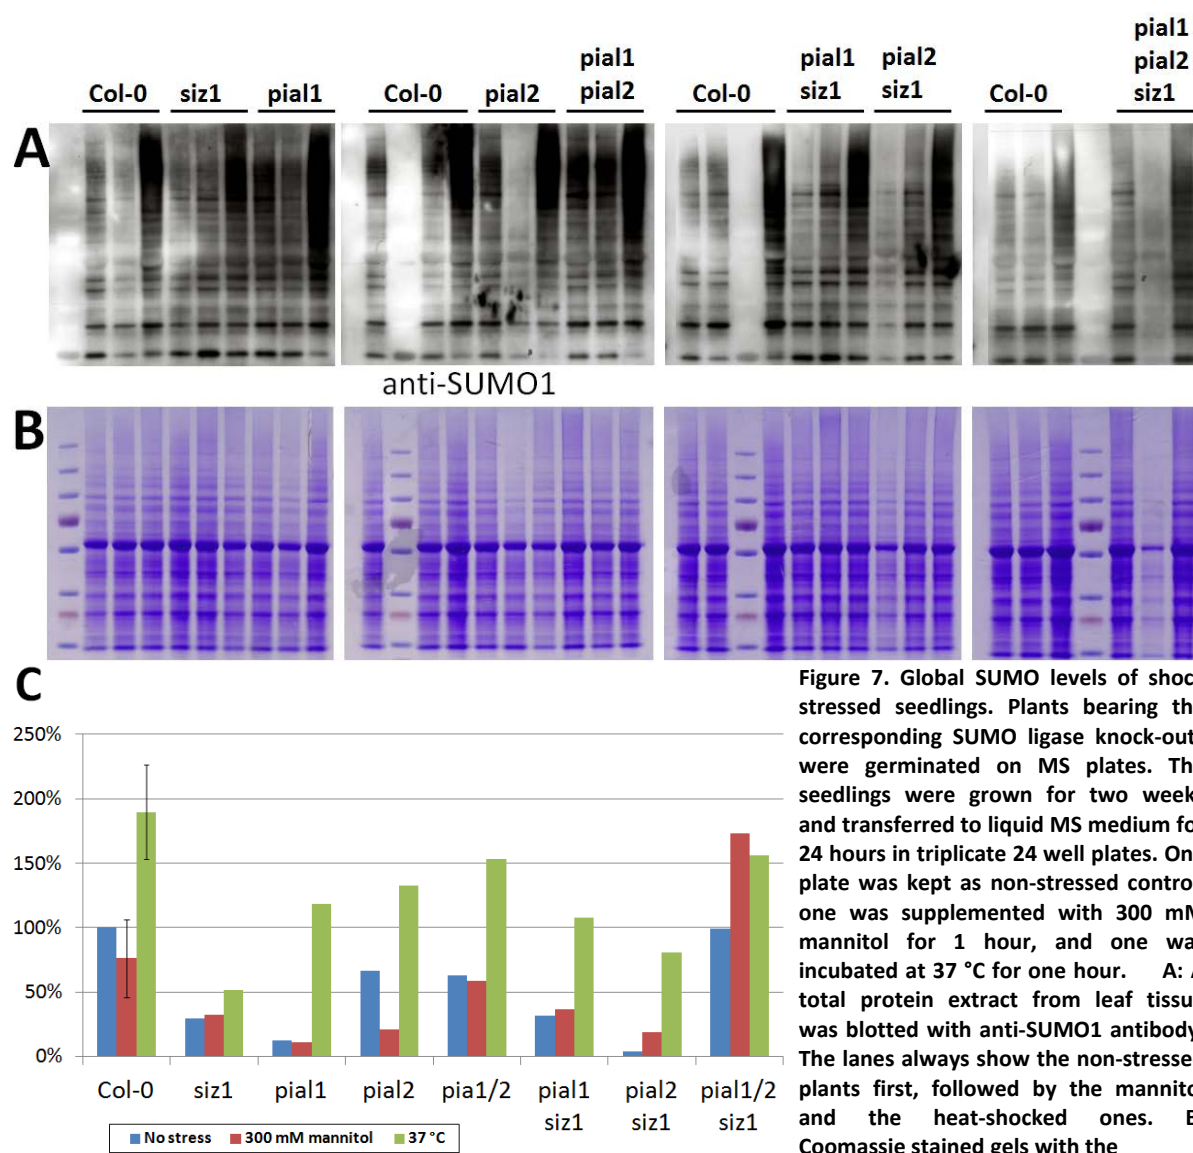 pial1
pial1 pial1 pial2 pial2
Col-0 siz1 pial1 Col-0 pial2 pial2 Col-0 siz1 siz1 Col-0 siz1
A
anti-SUMO1
B
C
250%
200%
150%
100%
50%
0%
Col-0 siz1 pial1 pial2 pia1/2 pial1 pial2 pial1/2
siz1 siz1 siz1
No stress 300 mM mannitol 37 °C
Figure 7. Global SUMO levels of shoc
stressed seedlings. Plants bearing th
corresponding SUMO ligase knock-out
were germinated on MS plates. Th
seedlings were grown for two week
and transferred to liquid MS medium fo
24 hours in triplicate 24 well plates. On
plate was kept as non-stressed contro
one was supplemented with 300 mM
mannitol for 1 hour, and one wa
incubated at 37 °C for one hour. A: A
total protein extract from leaf tissu
was blotted with anti-SUMO1 antibody
The lanes always show the non-stresse
plants first, followed by the mannito
and the heat-shocked ones. B
Coomassie stained gels with the